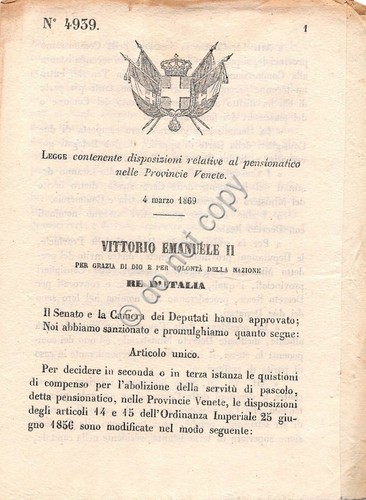 N° 4939.
1
LEGGE contenente disposizioni relative al pensionatico
nelle Provincie Venete.
4 marzo 1869
VITTORIO EMANUELE II
PER GRAZIA DI DIO E PER VOLONTÀ DELLA NAZIONE
RE D'ITALIA
Il Senato e la Camera dei Deputati hanno approvato;
Noi abbiamo sanzionato e promulghiamo quanto segue:
Articolo unico.
Per decidere in seconda o in terza istanza le quistioni
di compenso per l'abolizione della servitù di pascolo,
detta pensionatico, nelle Provincie Venete, le disposizioni
degli articoli 14 e 15 dell'Ordinanza Imperiale 25 giu-
gno 1856 sono modificate nel modo seguente:
do not copy